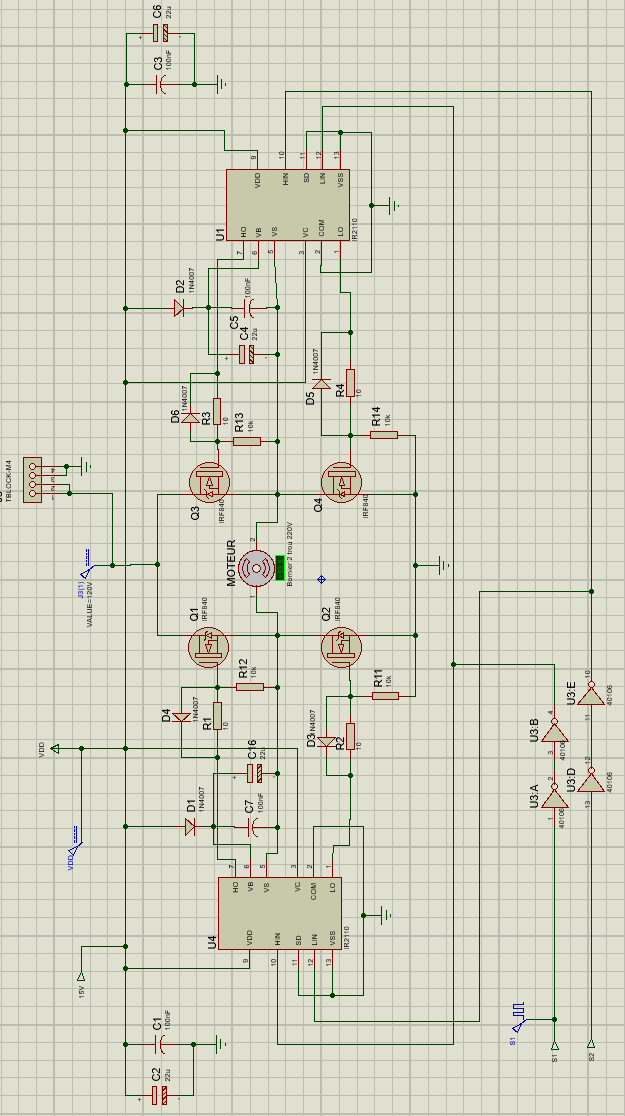 C6
22u
+
-
C3
100nF
9
10
11
12
13
VDD
HIN
SD
LIN
VSS
U1
HO
VB
VS
VC
COM
LO
IR2110
7
6
5
3
2
1
D2
1N4007
C5
100nF
C4
22u
+
-
D6
1N4007
R3
10
R13
10k
D5
1N4007
R4
10
R14
10k
TBLOCK-M4
Q3
IRF840
Q4
IRF840
J3(1)
VALUE=120V
MOTEUR
2
1
Bornier 2 trou 220V
Q1
IRF840
Q2
IRF840
R12
10k
R11
10k
D4
1N4007
R1
10
D3
1N4007
R2
10
VDD
VDD
C16
22u
+
-
D1
1N4007
C7
100nF
7
6
5
3
2
1
U4
HO
VB
VS
VC
COM
LO
VDD
HIN
SD
LIN
VSS
IR2110
9
10
11
12
13
15V
C1
100nF
C2
22u
+
-
U3:E
10
11
40106
U3:B
4
3
40106
U3:D
12
13
40106
U3:A
2
1
40106
S1
S1
S2